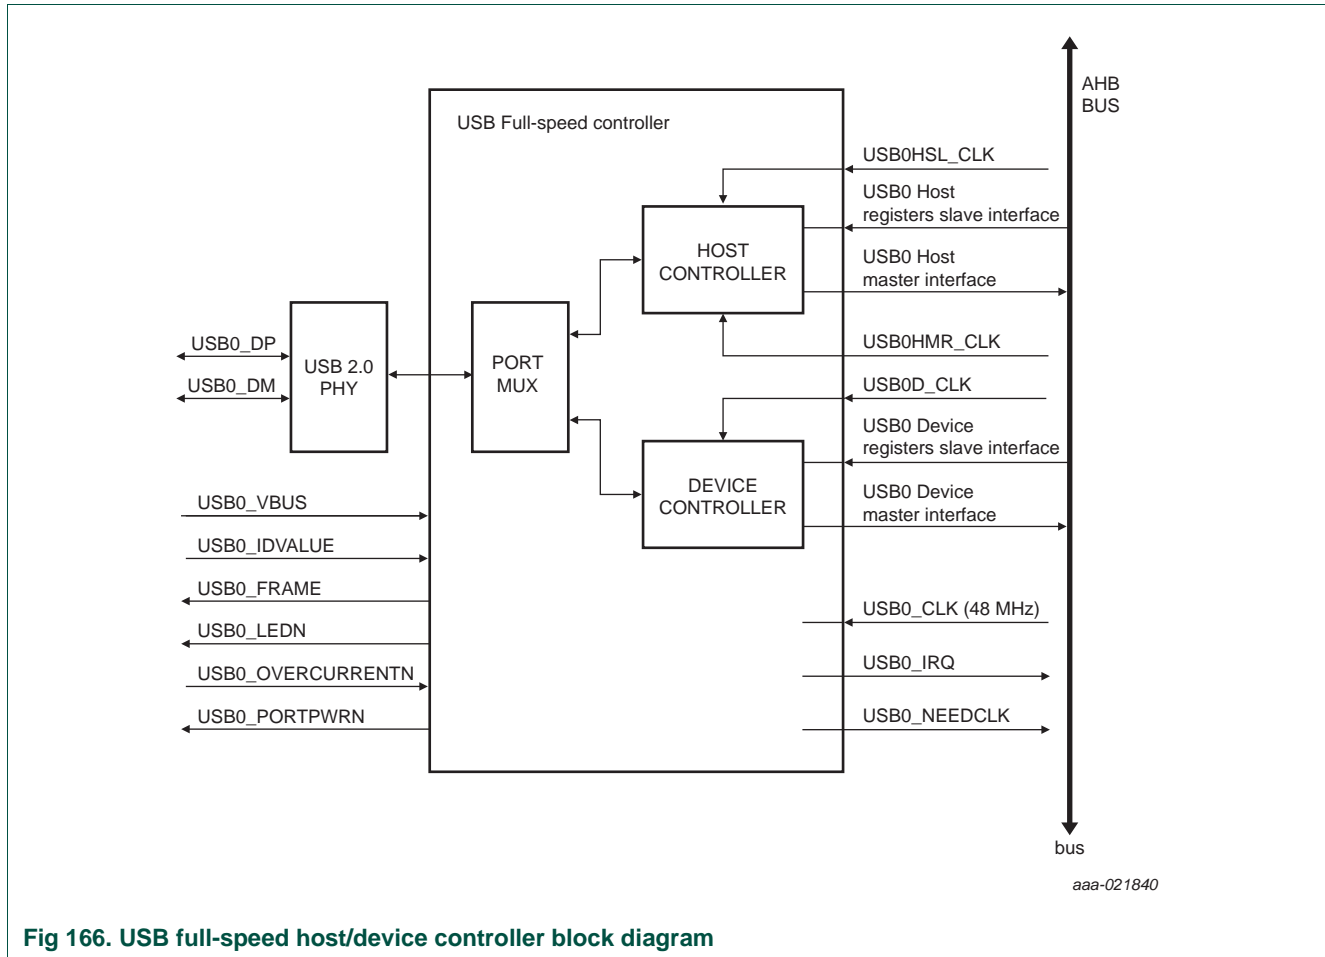 AHB
BUS
USB Full-speed controller
USB0HSL_CLK
USB0 Host
registers slave interface
HOST
CONTROLLER
USB0 Host
master interface
USB0_DP
USB0_DM
USB 2.0
PHY
PORT
MUX
USB0HMR_CLK
USB0D_CLK
USB0 Device
registers slave interface
DEVICE
CONTROLLER
USB0 Device
master interface
USB0_VBUS
USB0_IDVALUE
USB0_FRAME
USB0_LEDN
USB0_OVERCURRENTN
USB0_PORTPWRN
USB0_CLK (48 MHz)
USB0_IRQ
USB0_NEEDCLK
bus
aaa-021840
Fig 166. USB full-speed host/device controller block diagram